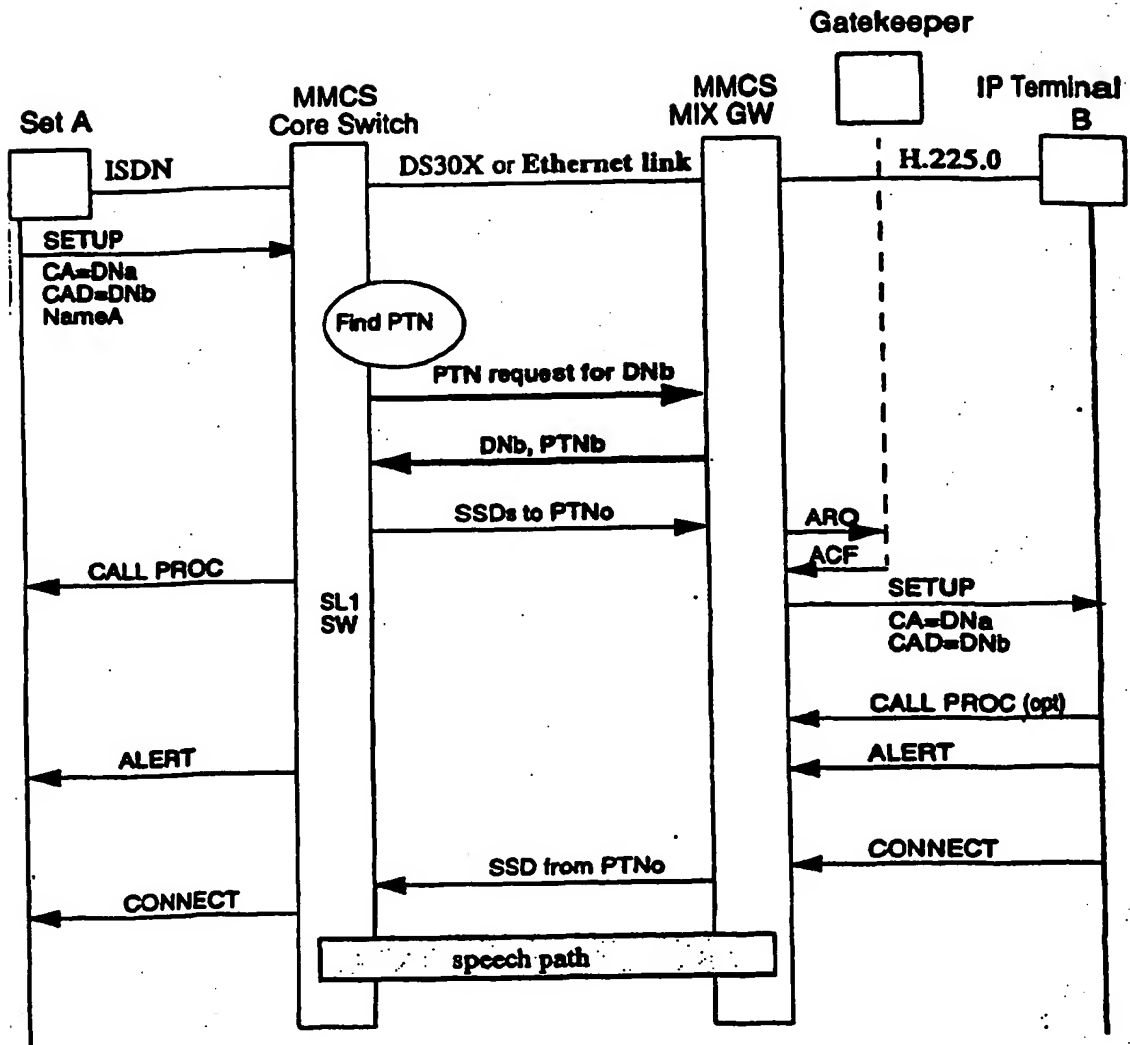 Gatekeeper
MMCS
Core Switch
MMCS
MIX GW
IP Terminal
B
Set A
ISDN
DS30X or Ethernet link
H.225.0
SETUP
CA=DNa
CAD=DNb
NameA
Find PTN
PTN request for DNb
DNb, PTNb
SSDs to PTNo
ARQ
ACF
CALL PROC
SL1
SW
SETUP
CA=DNa
CAD=DNb
CALL PROC (opt)
ALERT
ALERT
CONNECT
SSD from PTNo
CONNECT
speech path